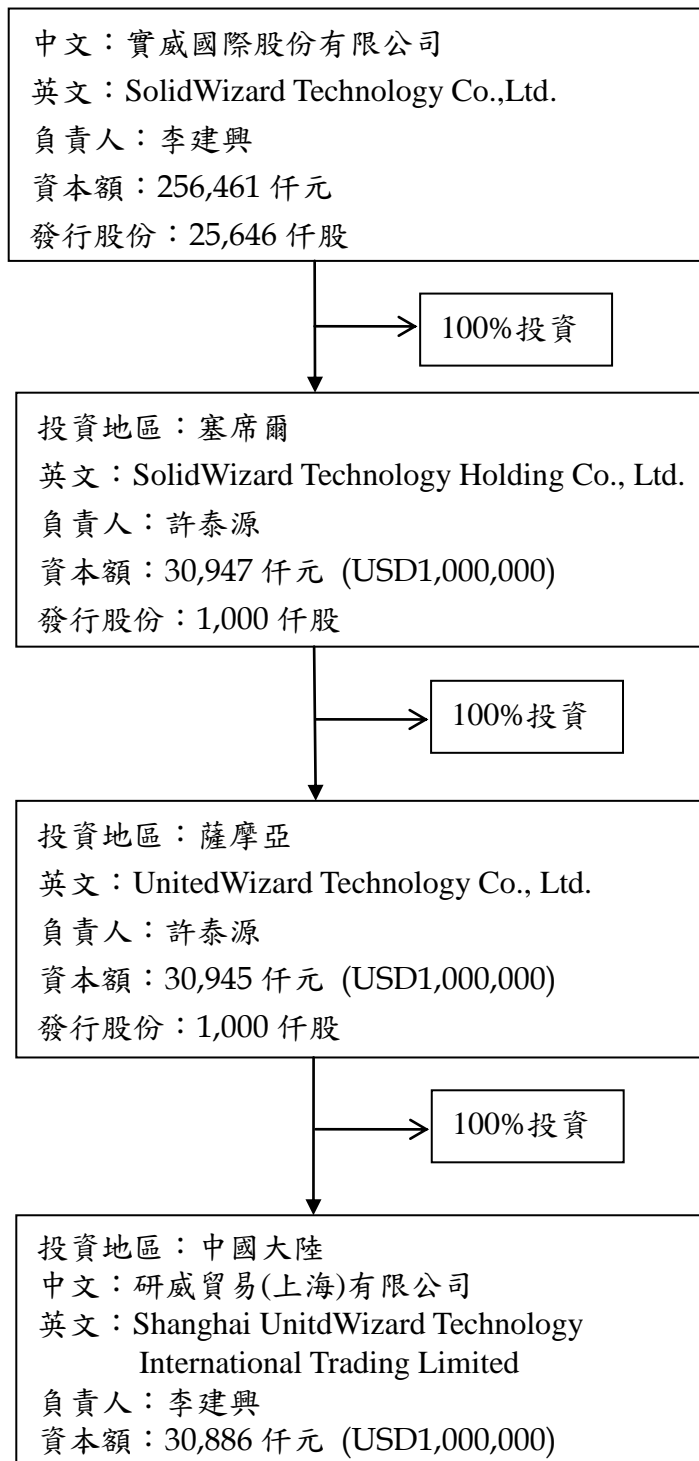 中文：實威國際股份有限公司
英文：SolidWizard Technology Co.,Ltd.
負責人：李建興
資本額：256,461 仟元
發行股份：25,646 仟股
100%投資
投資地區：塞席爾
英文：SolidWizard Technology Holding Co., Ltd.
負責人：許泰源
資本額：30,947 仟元 (USD1,000,000)
發行股份：1,000 仟股
100%投資
投資地區：薩摩亞
英文：UnitedWizard Technology Co., Ltd.
負責人：許泰源
資本額：30,945 仟元 (USD1,000,000)
發行股份：1,000 仟股
100%投資
投資地區：中國大陸
中文：研威貿易(上海)有限公司
英文：Shanghai UnitdWizard Technology
International Trading Limited
負責人：李建興
資本額：30,886 仟元 (USD1,000,000)